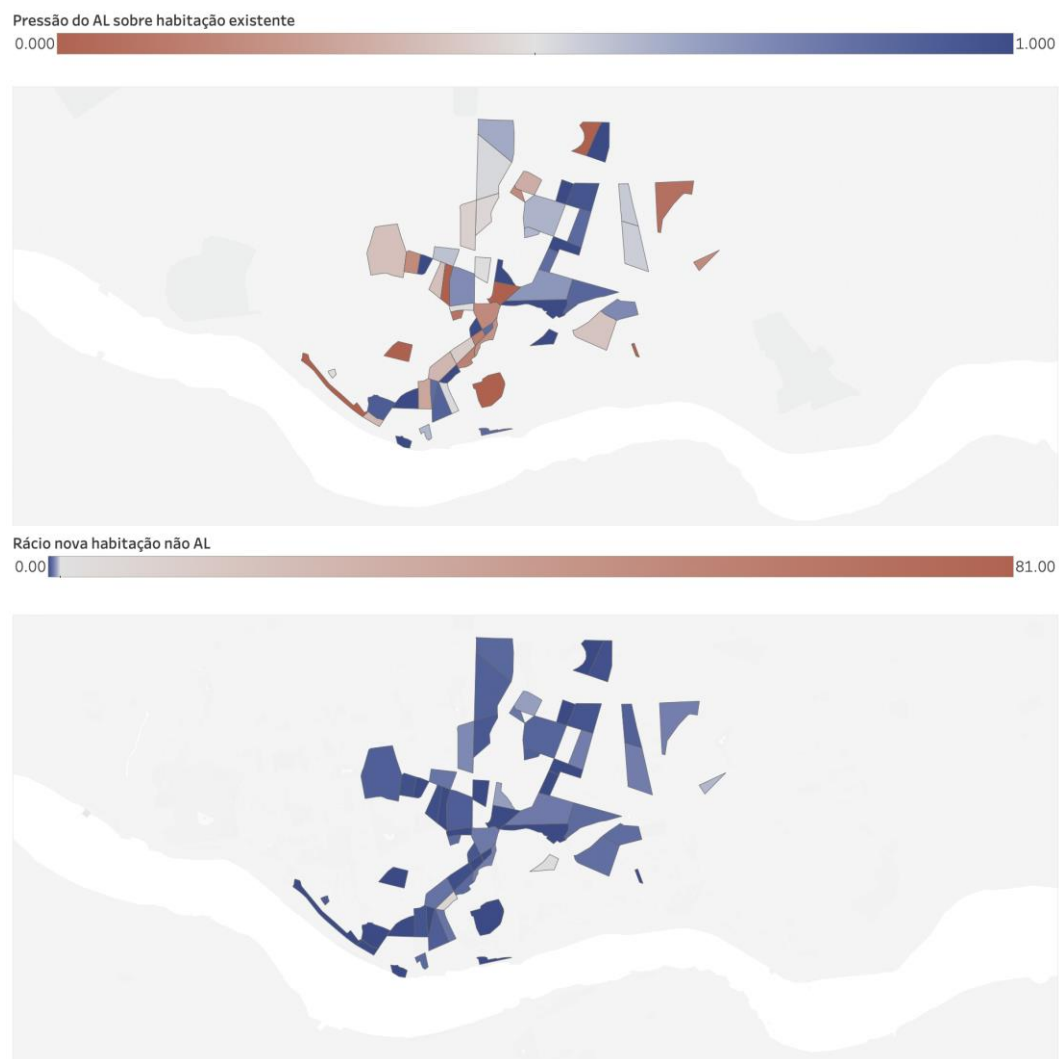 Pressão do AL sobre habitação existente
0.000 1.000
Rácio nova habitação não AL
0.00 81.00